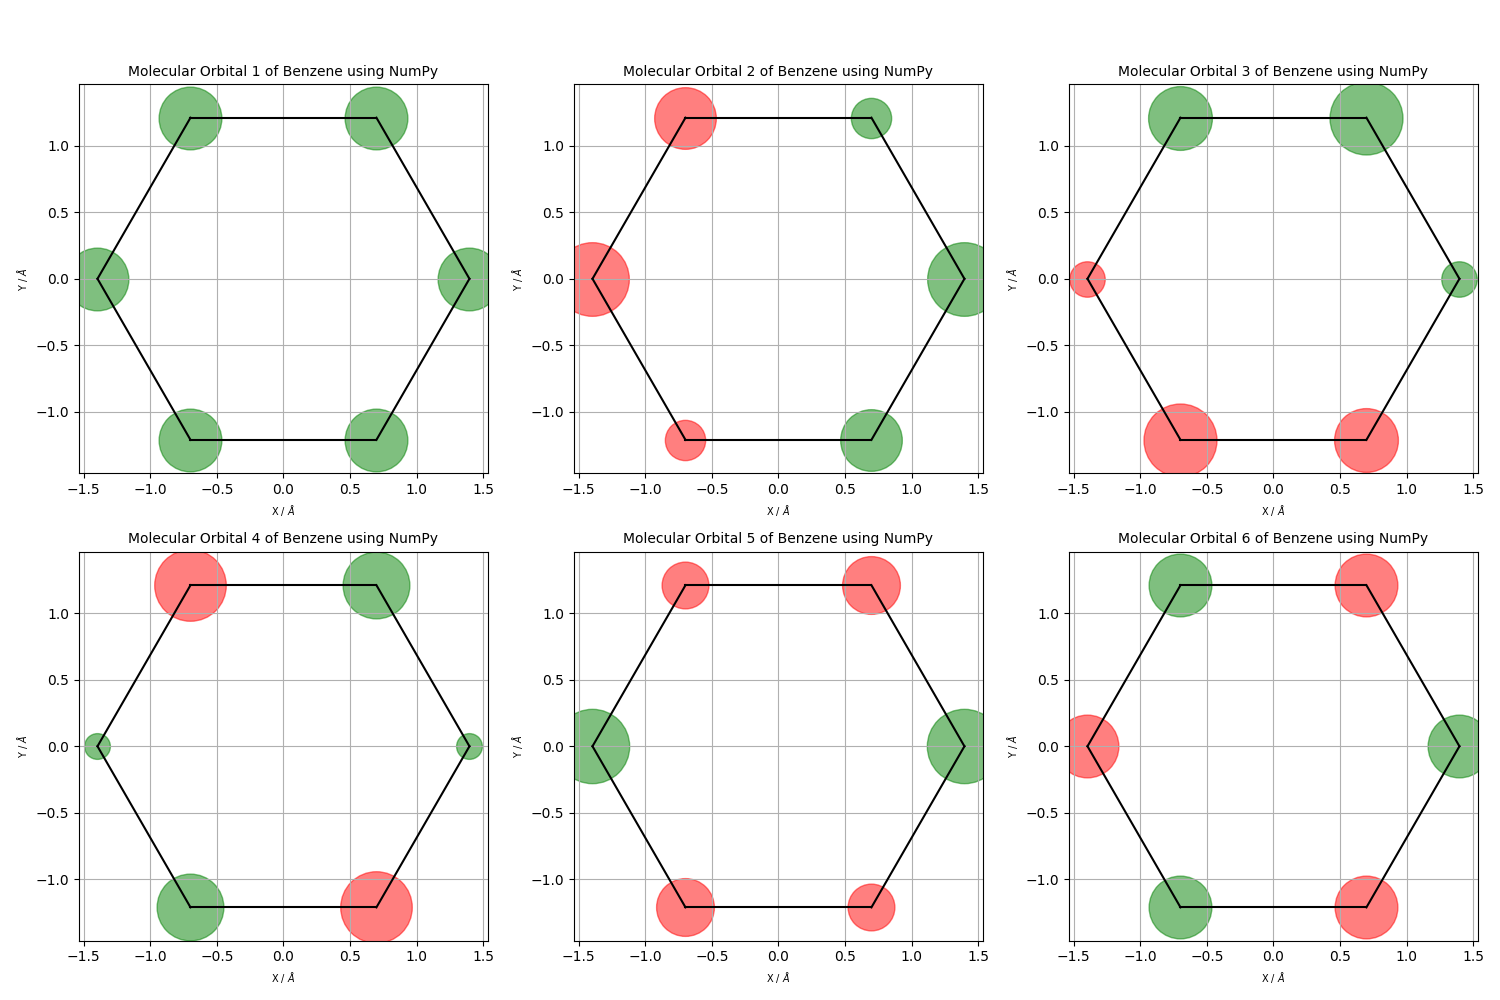 Molecular Orbital 1 of Benzene using NumPy
Molecular Orbital 2 of Benzene using NumPy
Molecular Orbital 3 of Benzene using NumPy
1.0
0.5
0.0
−0.5
−1.0
Y / Å
−1.5 −1.0 −0.5 0.0 0.5 1.0 1.5
X / Å
1.0
0.5
0.0
−0.5
−1.0
Y / Å
−1.5 −1.0 −0.5 0.0 0.5 1.0 1.5
X / Å
1.0
0.5
0.0
−0.5
−1.0
Y / Å
−1.5 −1.0 −0.5 0.0 0.5 1.0 1.5
X / Å
Molecular Orbital 4 of Benzene using NumPy
Molecular Orbital 5 of Benzene using NumPy
Molecular Orbital 6 of Benzene using NumPy
1.0
0.5
0.0
−0.5
−1.0
Y / Å
−1.5 −1.0 −0.5 0.0 0.5 1.0 1.5
X / Å
1.0
0.5
0.0
−0.5
−1.0
Y / Å
−1.5 −1.0 −0.5 0.0 0.5 1.0 1.5
X / Å
1.0
0.5
0.0
−0.5
−1.0
Y / Å
−1.5 −1.0 −0.5 0.0 0.5 1.0 1.5
X / Å